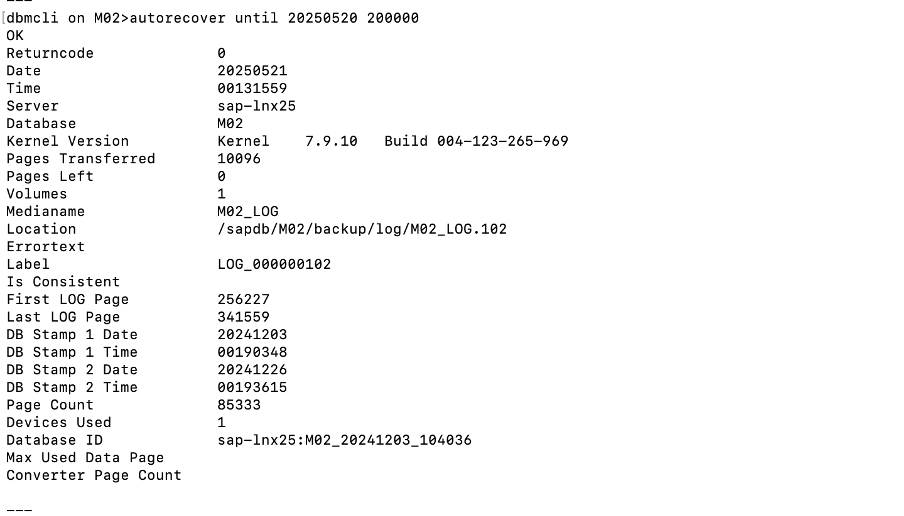 ---
dbmcli on M02>autorecover until 20250520 200000
OK
Returncode 0
Date 20250521
Time 00131559
Server sap-lnx25
Database M02
Kernel Version Kernel 7.9.10 Build 004-123-265-969
Pages Transferred 10096
Pages Left 0
Volumes 1
Medianame M02_LOG
Location /sapdb/M02/backup/log/M02_LOG.102
Errortext
Label LOG_000000102
Is Consistent
First LOG Page 256227
Last LOG Page 341559
DB Stamp 1 Date 20241203
DB Stamp 1 Time 00190348
DB Stamp 2 Date 20241226
DB Stamp 2 Time 00193615
Page Count 85333
Devices Used 1
Database ID sap-lnx25:M02_20241203_104036
Max Used Data Page
Converter Page Count
---